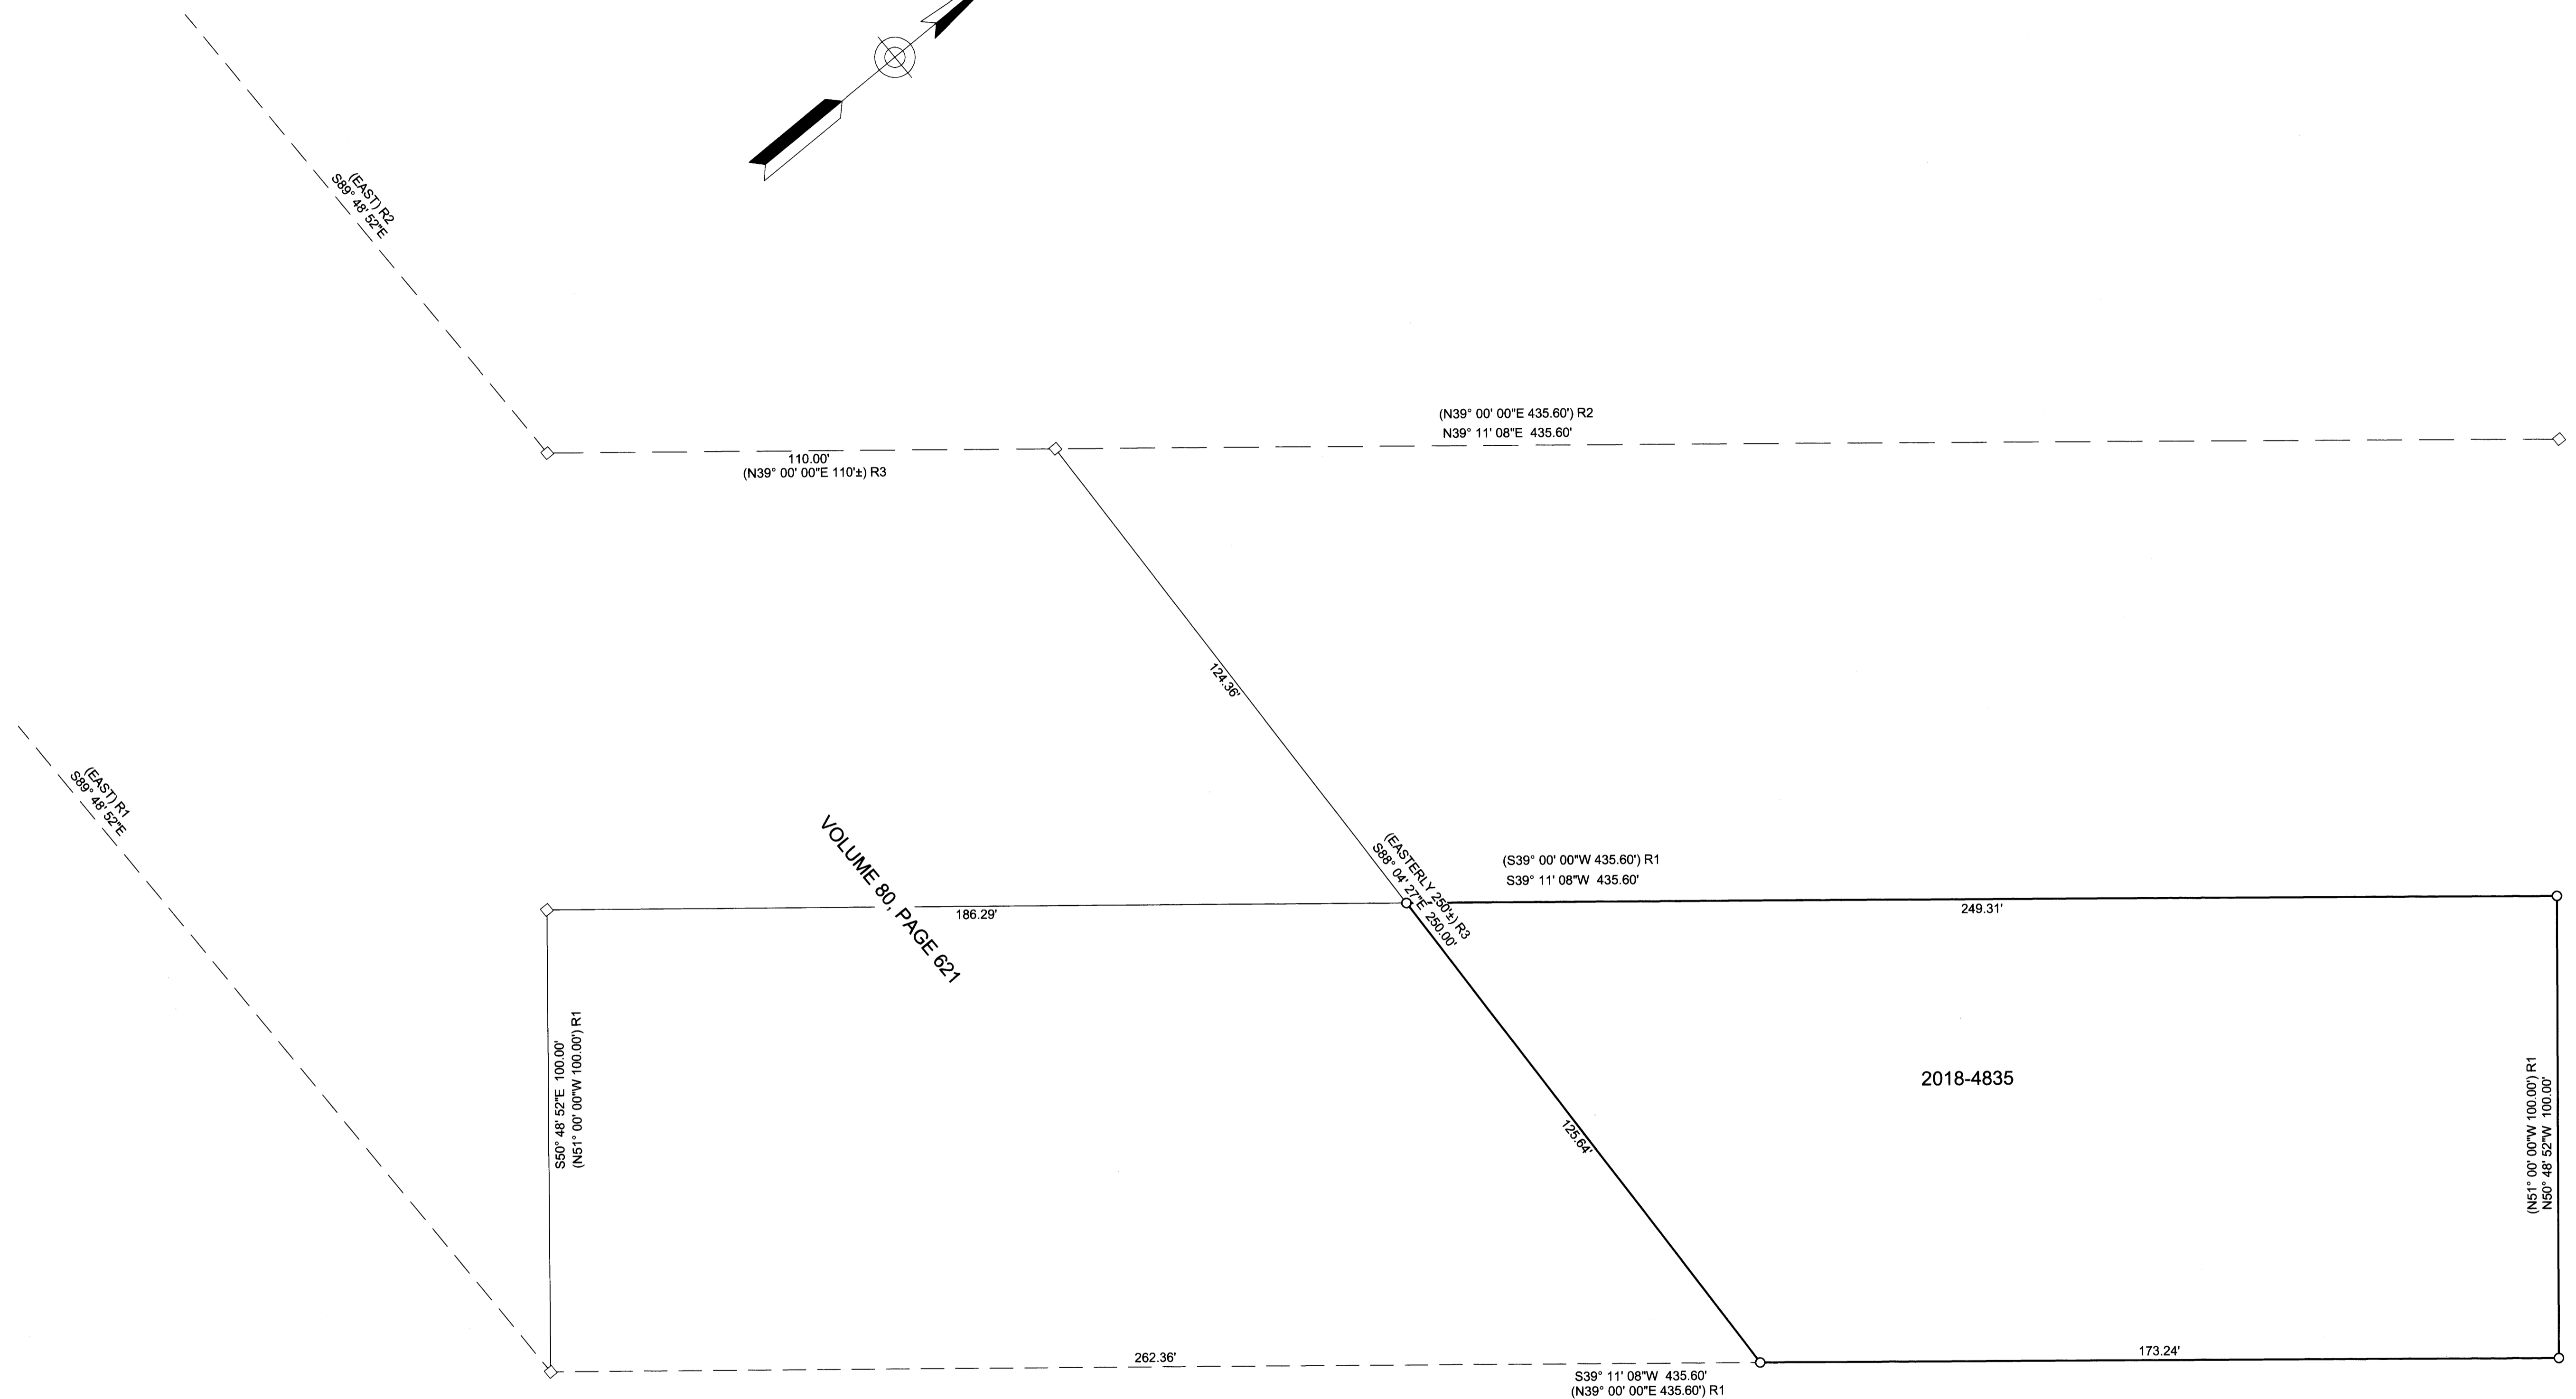 (EAST) R2
S89° 48' 52"E
(N39° 00' 00"E 435.60') R2
N39° 11' 08"E 435.60'
110.00'
(N39° 00' 00"E 110'±) R3
124.36'
(EAST) R1
S89° 48' 52"E
VOLUME 80, PAGE 621
(EASTERLY 250'±) R3
S88° 04' 27"E 250.00'
(S39° 00' 00"W 435.60') R1
S39° 11' 08"W 435.60'
186.29'
249.31'
S50° 48' 52"E 100.00'
(N51° 00' 00"W 100.00') R1
2018-4835
(N51° 00' 00"W 100.00') R1
N50° 48' 52"W 100.00'
125.64'
262.36'
173.24'
S39° 11' 08"W 435.60'
(N39° 00' 00"E 435.60') R1